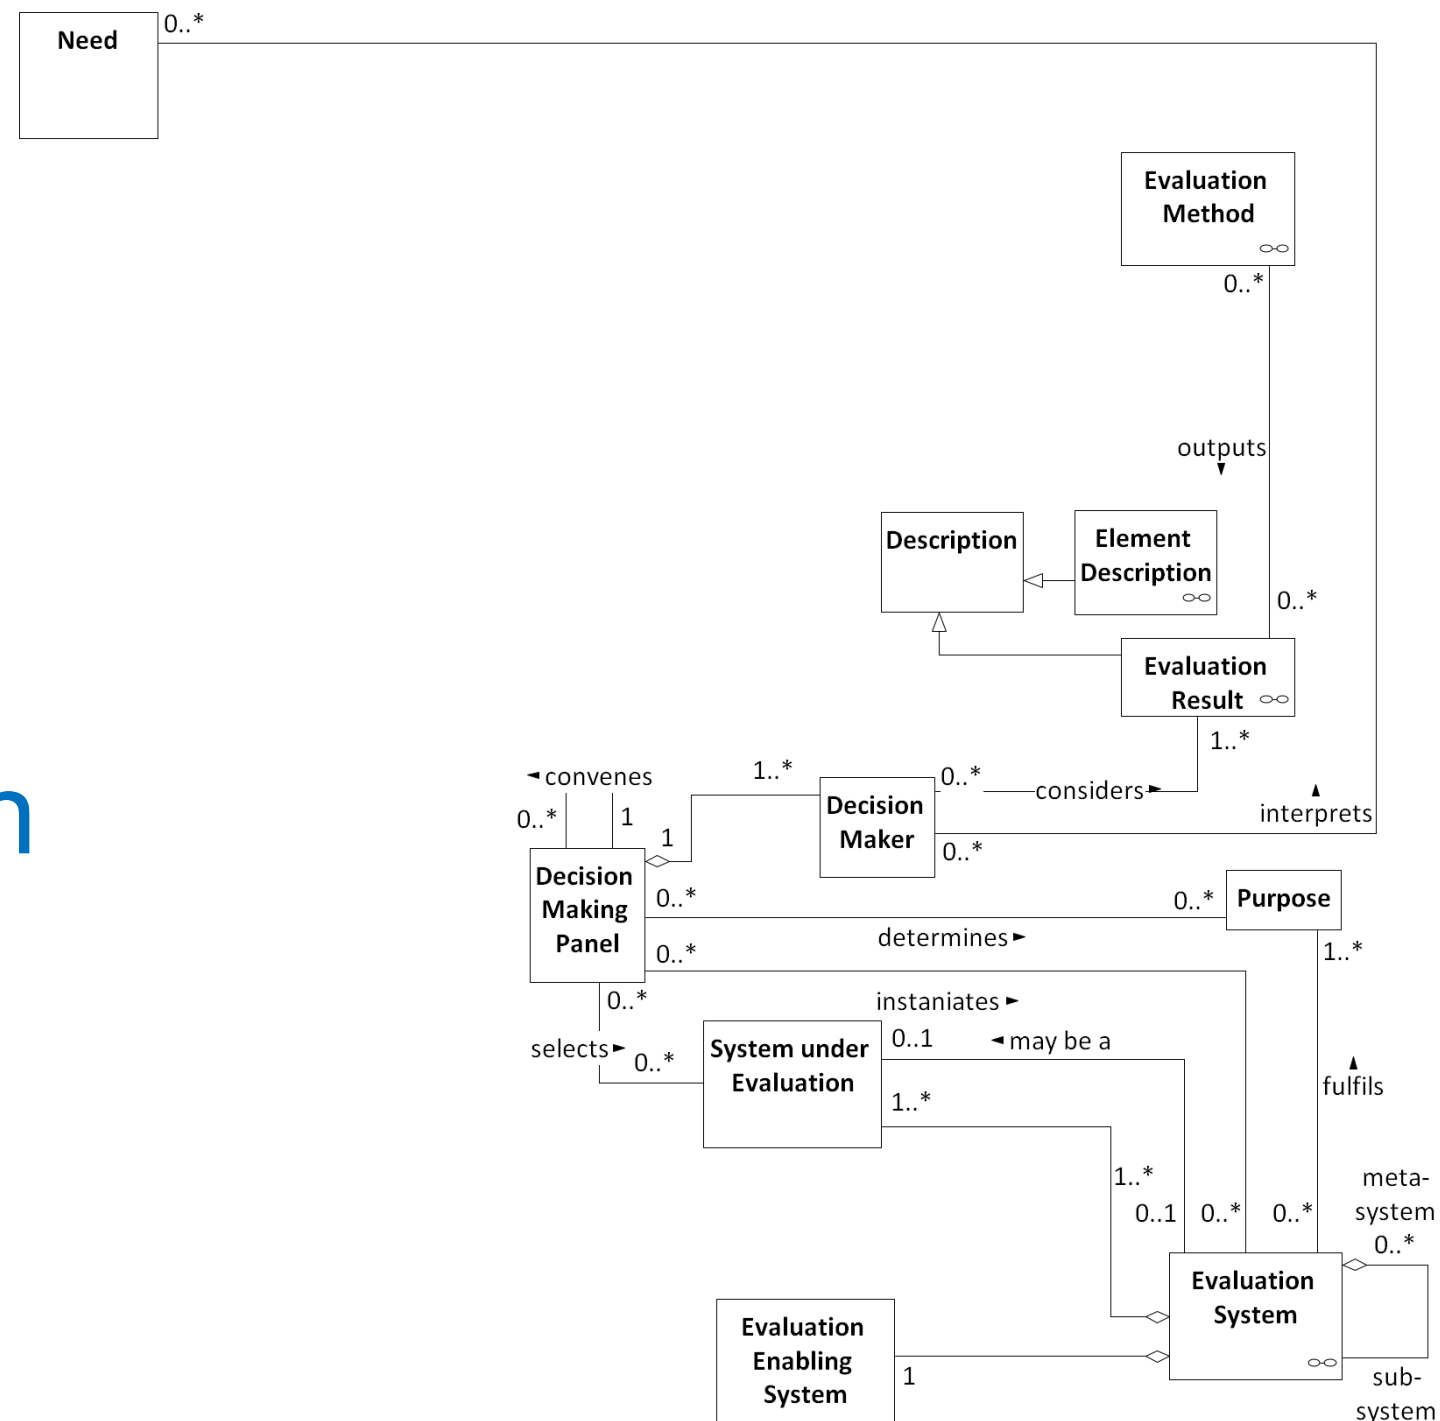 Need
0..*
Evaluation
Method
0..*
outputs
Description
Element
Description
0..*
Evaluation
Result
1..*
convenes
1..*
0..*
considers
0..*
1
1
Decision
Maker
interprets
0..*
Decision
Making
Panel
0..*
0..*
Purpose
determines
0..*
1..*
0..*
instaniates
selects
0..*
System under
Evaluation
0..1
may be a
1..*
fulfils
1..*
0..1
0..*
0..*
meta-
system
0..*
Evaluation
System
Evaluation
Enabling
System
1
sub-
system
n